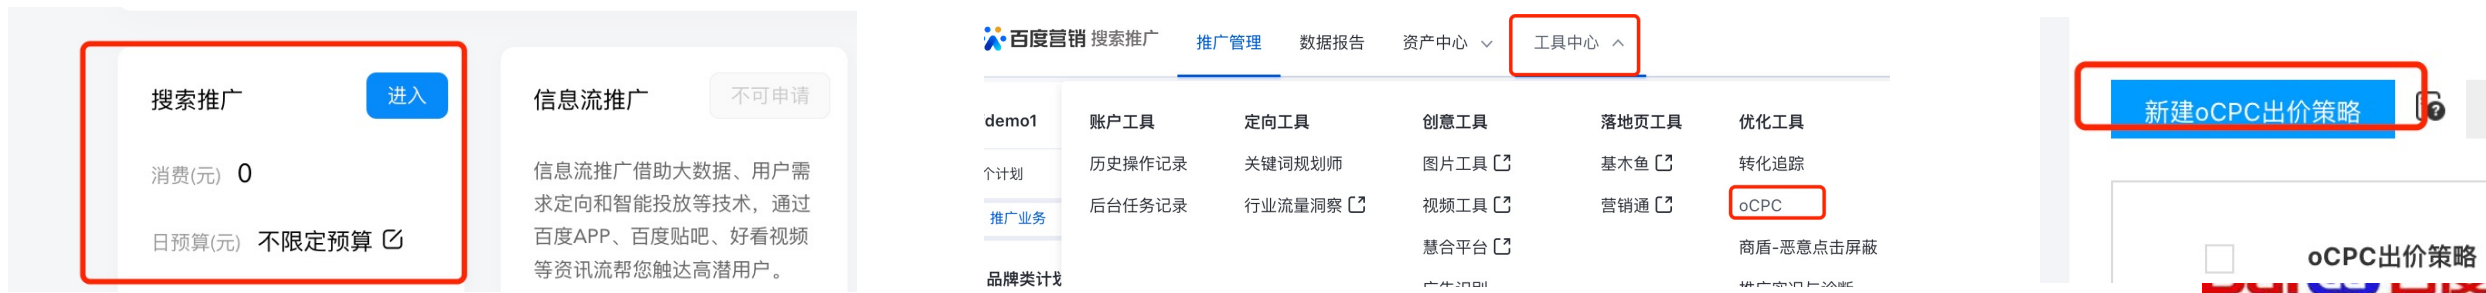 搜索推广
进入
消费(元) 0
日预算(元) 不限定预算
信息流推广
不可申请
信息流推广借助大数据、用户需
求定向和智能投放等技术，通过
百度APP、百度贴吧、好看视频
等资讯流帮您触达高潜用户。
百度营销 搜索推广 推广管理 数据报告 资产中心 工具中心
demo1
个计划
推广业务
品牌类计划
账户工具
历史操作记录
后台任务记录
定向工具
关键词规划师
行业流量洞察
创意工具
图片工具
视频工具
慧合平台
落地页工具
基木鱼
营销通
优化工具
转化追踪
oCPC
商盾-恶意点击屏蔽
新建oCPC出价策略
oCPC出价策略